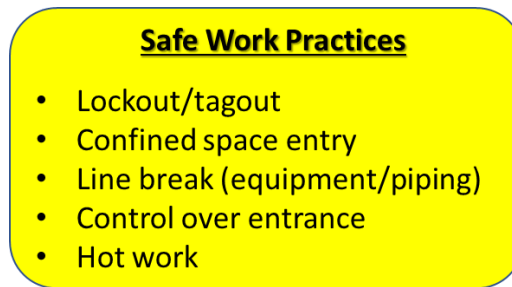 Safe Work Practices
• Lockout/tagout
• Confined space entry
• Line break (equipment/piping)
• Control over entrance
• Hot work